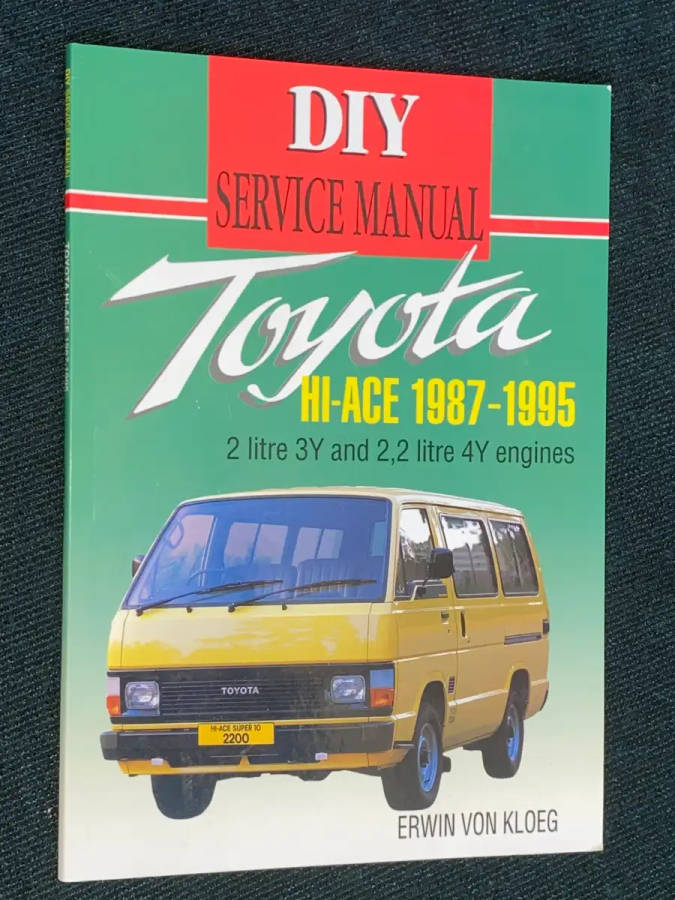 DIY
SERVICE MANUAL
Toyota
HI-ACE 1987-1995
2 litre 3Y and 2,2 litre 4Y engines
TOYOTA
HI-ACE SUPER 10
2200
ERWIN VON KLOEG